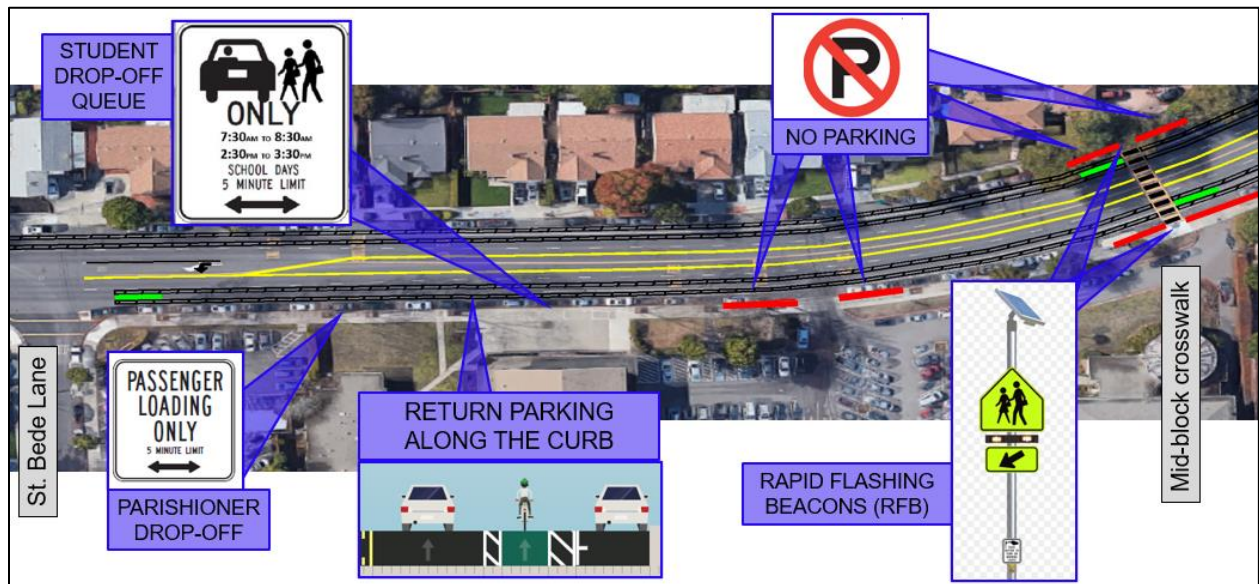 STUDENT
DROP-OFF
QUEUE
ONLY
7:30AM TO 8:30AM
2:30PM TO 3:30PM
SCHOOL DAYS
5 MINUTE LIMIT
P
NO PARKING
St. Bede Lane
PASSENGER
LOADING
ONLY
5 MINUTE LIMIT
PARISHIONER
DROP-OFF
RETURN PARKING
ALONG THE CURB
RAPID FLASHING
BEACONS (RFB)
Mid-block crosswalk